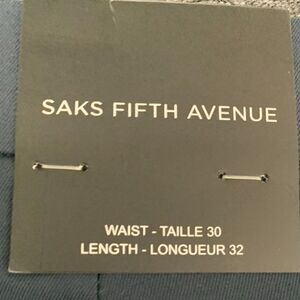 SAKS FIFTH AVENUE
WAIST - TAILLE 30
LENGTH - LONGUEUR 32